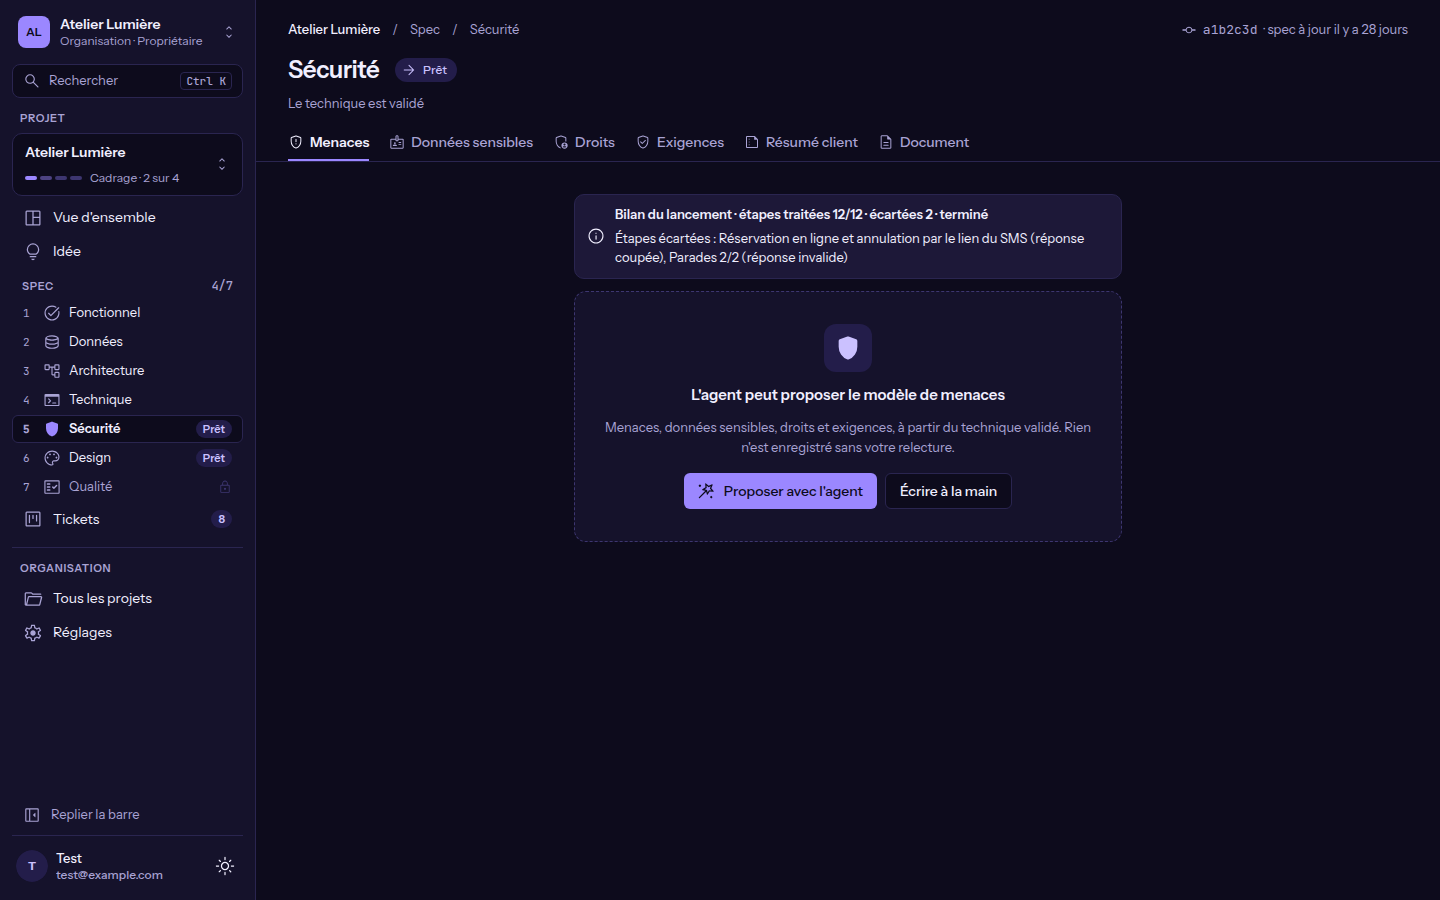 AL
Atelier Lumière
Organisation · Propriétaire
Rechercher
Ctrl K
PROJET
Atelier Lumière
Cadrage · 2 sur 4
Vue d'ensemble
Idée
SPEC 4/7
1 Fonctionnel
2 Données
3 Architecture
4 Technique
5 Sécurité Prêt
6 Design Prêt
7 Qualité
Tickets 8
ORGANISATION
Tous les projets
Réglages
Replier la barre
T
Test
test@example.com
Atelier Lumière / Spec / Sécurité
a1b2c3d · spec à jour il y a 28 jours
Sécurité
Prêt
Le technique est validé
Menaces
Données sensibles
Droits
Exigences
Résumé client
Document
Bilan du lancement · étapes traitées 12/12 · écartées 2 · terminé
Étapes écartées : Réservation en ligne et annulation par le lien du SMS (réponse
coupée), Parades 2/2 (réponse invalide)
L'agent peut proposer le modèle de menaces
Menaces, données sensibles, droits et exigences, à partir du technique validé. Rien
n'est enregistré sans votre relecture.
Proposer avec l'agent
Écrire à la main